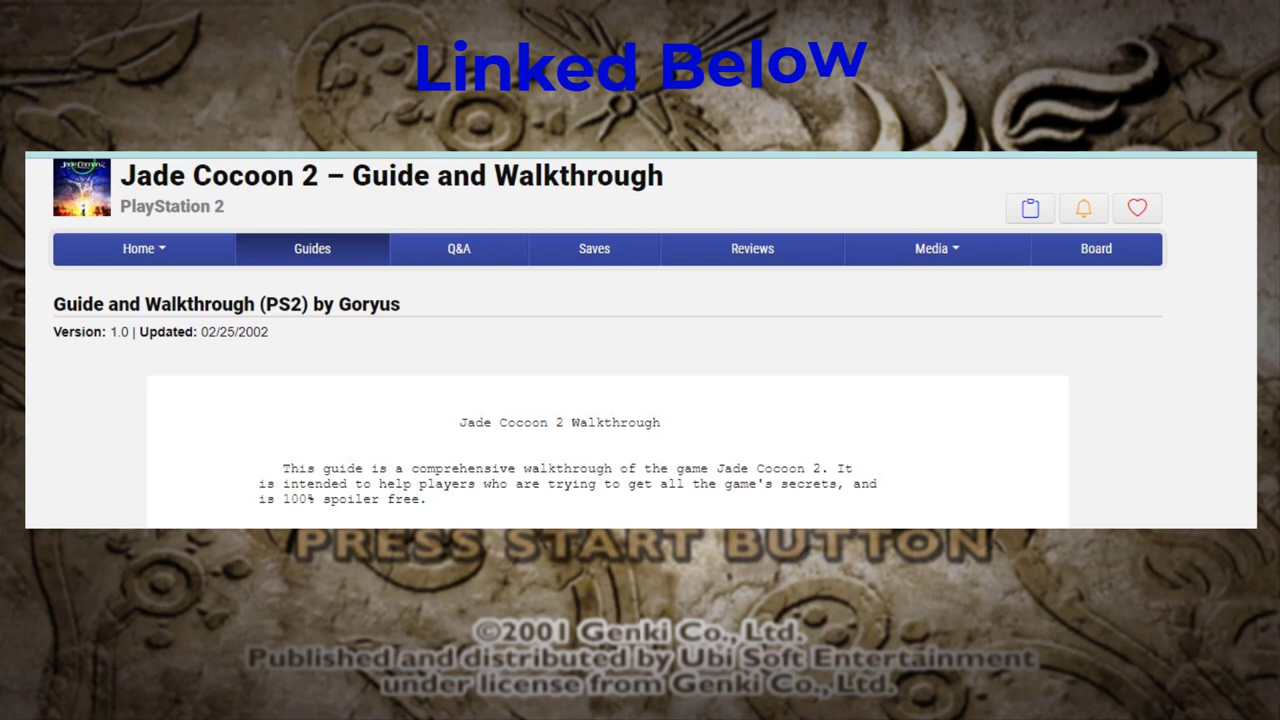 Linked Below
Jade Cocoon 2
Jade Cocoon 2 – Guide and Walkthrough
PlayStation 2
Home Guides Q&A Saves Reviews Media Board
Guide and Walkthrough (PS2) by Goryus
Version: 1.0 | Updated: 02/25/2002
Jade Cocoon 2 Walkthrough
This guide is a comprehensive walkthrough of the game Jade Cocoon 2. It
is intended to help players who are trying to get all the game's secrets, and
is 100% spoiler free.
PRESS START BUTTON
©2001 Genki Co., Ltd.
Published and distributed by Ubi Soft Entertainment
under license from Genki Co., Ltd.